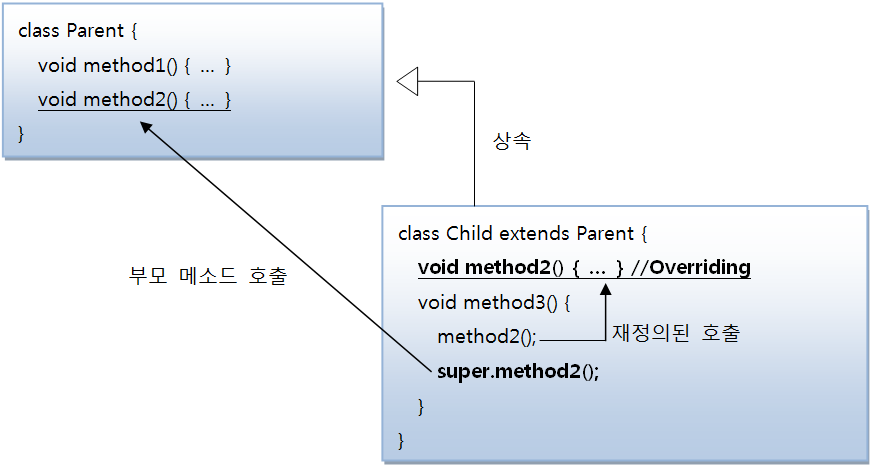 class Parent {
void method1() { ... }
void method2() { ... }
}
상속
부모 메소드 호출
class Child extends Parent {
void method2() { ... } //Overriding
void method3() {
method2();
재정의된 호출
super.method2();
}
}